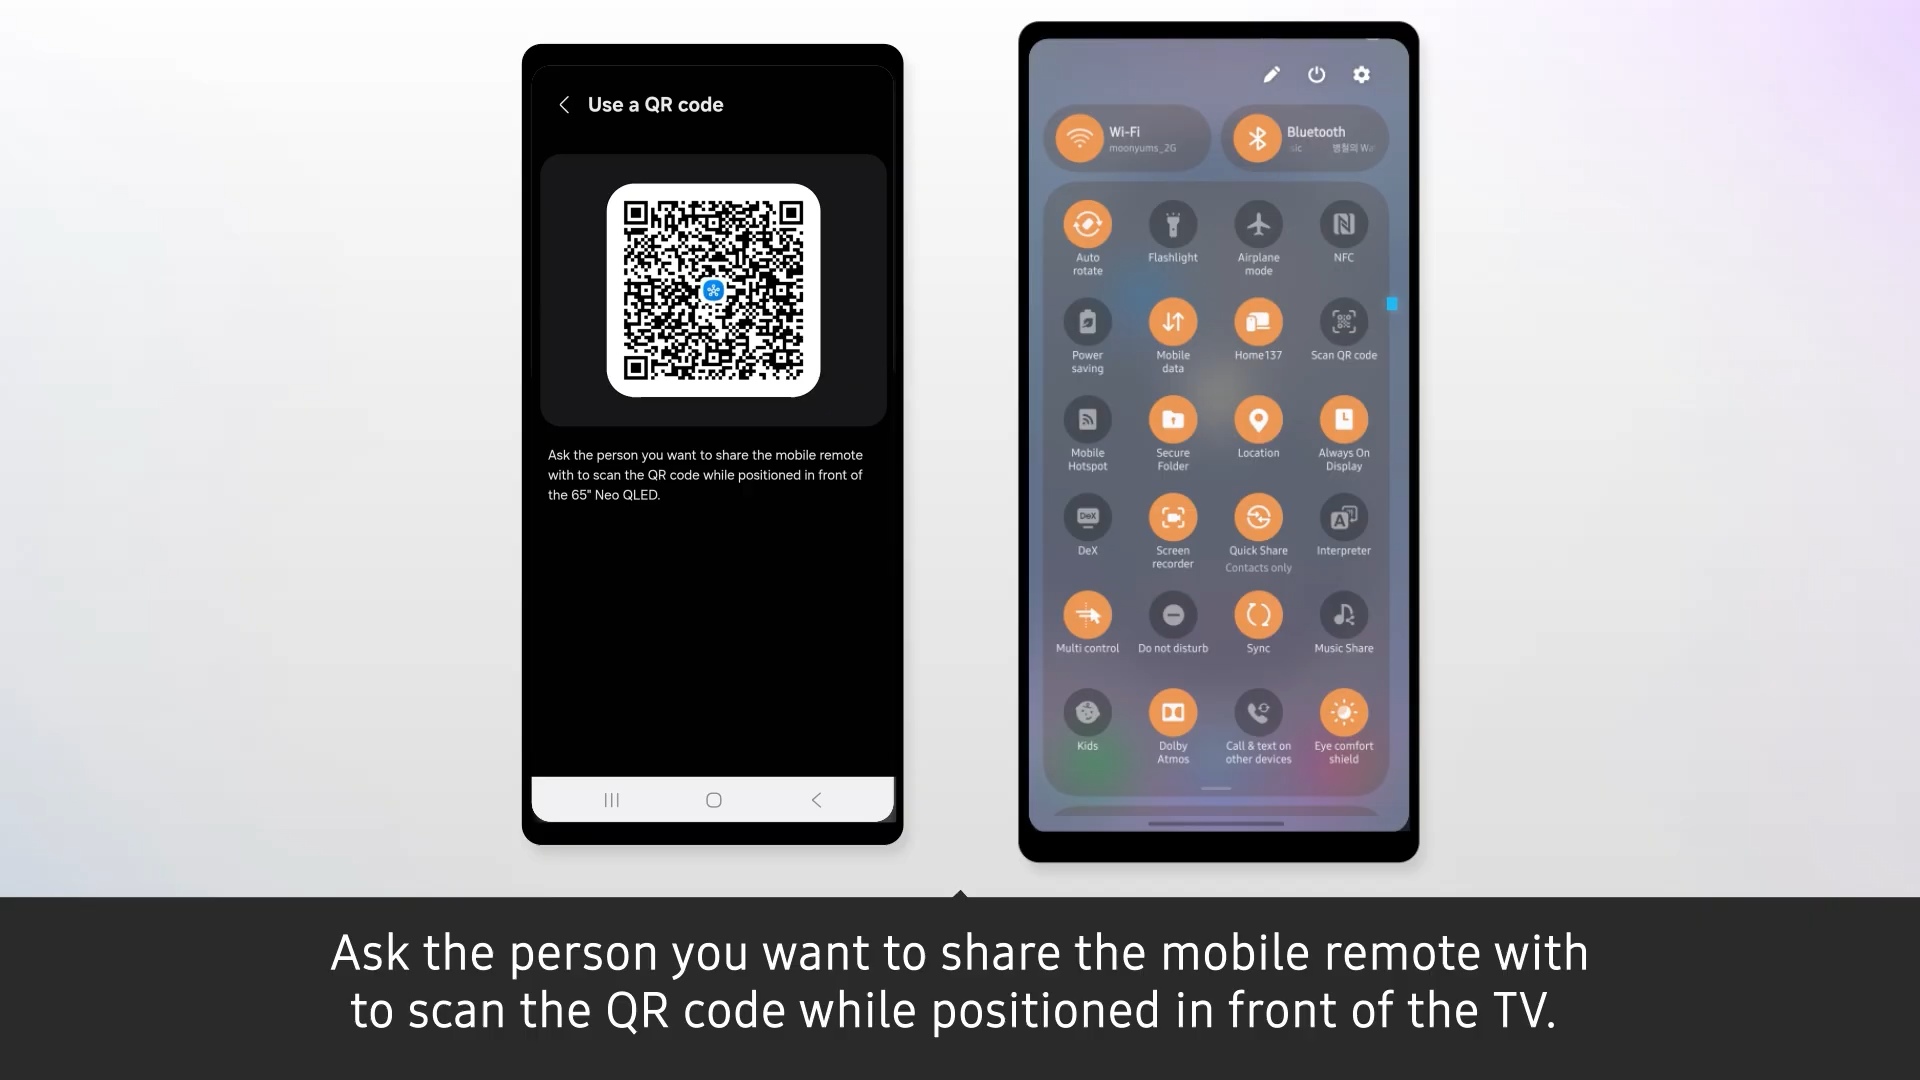 Use a QR code
Ask the person you want to share the mobile remote
with to scan the QR code while positioned in front of
the 65" Neo QLED.
Wi-Fi
moonyums_2G
Bluetooth
sic 병철의 Wa
Auto
rotate
Flashlight
Airplane
mode
NFC
Power
saving
Mobile
data
Home137
Scan QR code
Mobile
Hotspot
Secure
Folder
Location
Always On
Display
DeX
DeX
Screen
recorder
Quick Share
Contacts only
Interpreter
Multi control
Do not disturb
Sync
Music Share
Kids
Dolby
Atmos
Call & text on
other devices
Eye comfort
shield
Ask the person you want to share the mobile remote with
to scan the QR code while positioned in front of the TV.